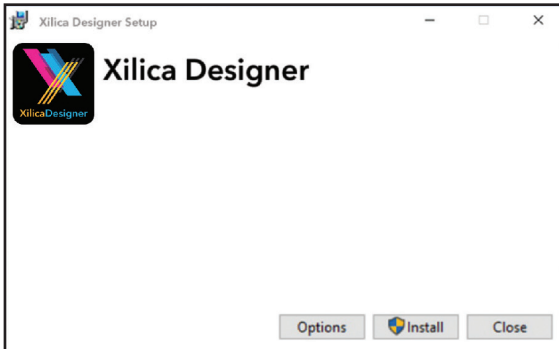 Xilica Designer Setup
Xilica Designer
XilicaDesigner
Options Install Close